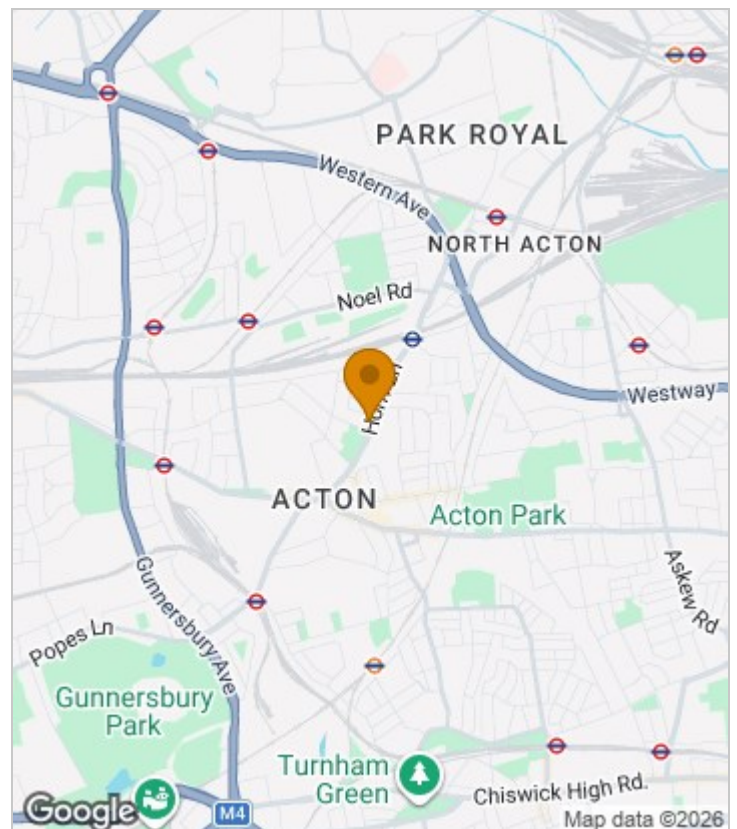 PARK ROYAL
Western Ave
NORTH ACTON
Noel Rd
Westway
ACTON
Acton Park
Askew Rd
Gunnersbury Ave
Popes Ln
Gunnersbury
Park
Turnham
Green
Chiswick High Rd.
Google
M4
Map data ©2026